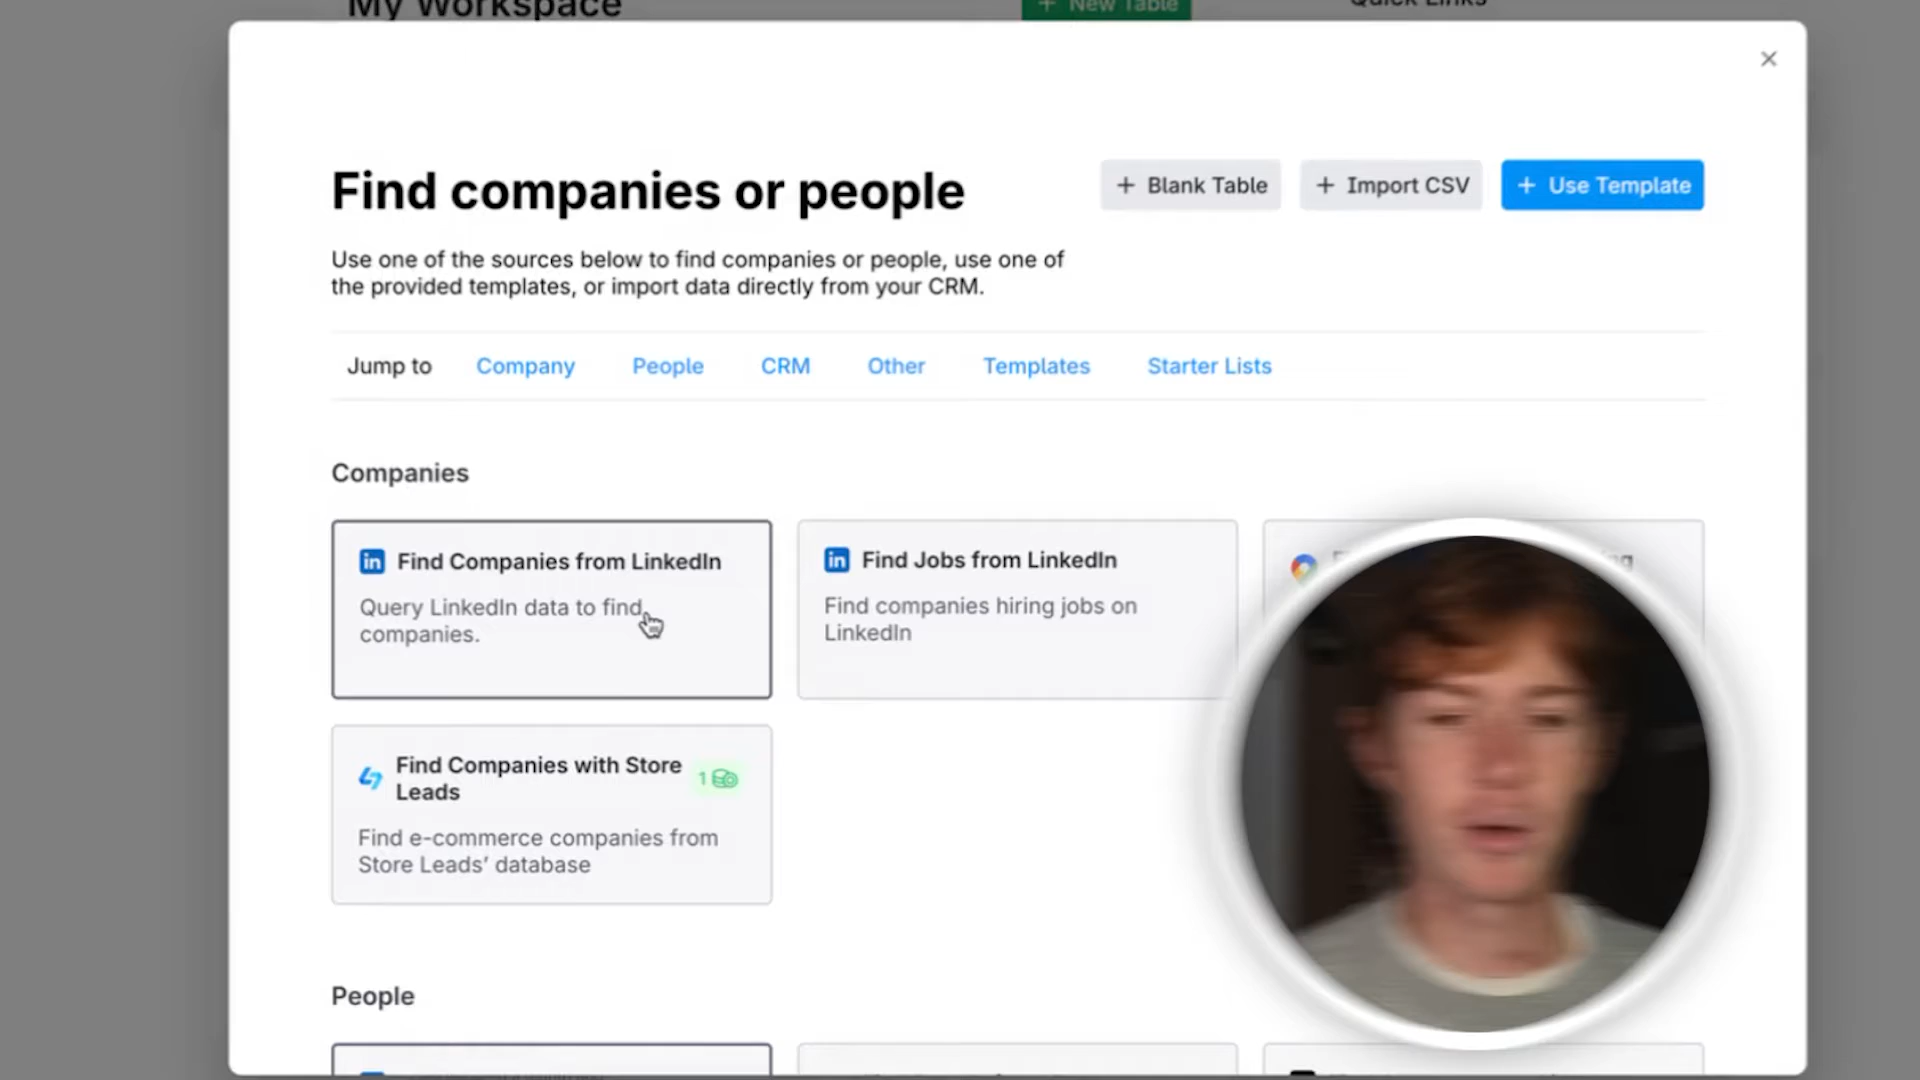 My Workspace
+ New Table
Quick Links
Find companies or people
+ Blank Table
+ Import CSV
+ Use Template
Use one of the sources below to find companies or people, use one of
the provided templates, or import data directly from your CRM.
Jump to
Company
People
CRM
Other
Templates
Starter Lists
Companies
in Find Companies from LinkedIn
Query LinkedIn data to find
companies.
in Find Jobs from LinkedIn
Find companies hiring jobs on
LinkedIn
Find Companies with Store
Leads
1
Find e-commerce companies from
Store Leads’ database
People